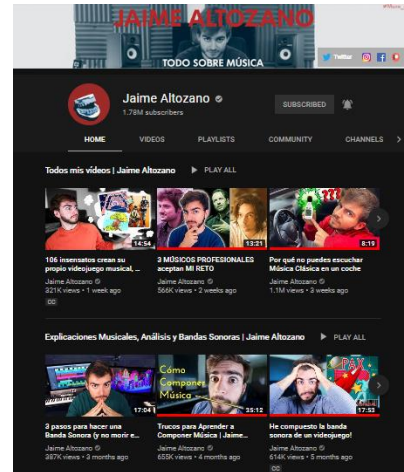 #Music_
JAIME ALTOZANO
TODO SOBRE MÚSICA
Twitter
Jaime Altozano
1.79M subscribers
SUBSCRIBED
HOME VIDEOS PLAYLISTS COMMUNITY CHANNELS
Todos mis vídeos | Jaime Altozano PLAY ALL
14:54 13:21 ??? 8:19
106 insensatos crean su propio videojuego musical, ...
Jaime Altozano
321K views • 1 week ago
CC
3 MÚSICOS PROFESIONALES aceptan MI RETO
Jaime Altozano
566K views • 2 weeks ago
Por qué no puedes escuchar Música Clásica en un coche
Jaime Altozano
1.1M views • 3 weeks ago
Explicaciones Musicales, Análisis y Bandas Sonoras | Jaime Altozano PLAY ALL
17:04
Cómo
Componer
Música
35:12
PAX
17:53
3 pasos para hacer una Banda Sonora (y no morir e...
Jaime Altozano
387K views • 3 months ago
Trucos para Aprender a Componer Música | Jaime...
Jaime Altozano
655K views • 4 months ago
He compuesto la banda sonora de un videojuego!
Jaime Altozano
614K views • 5 months ago